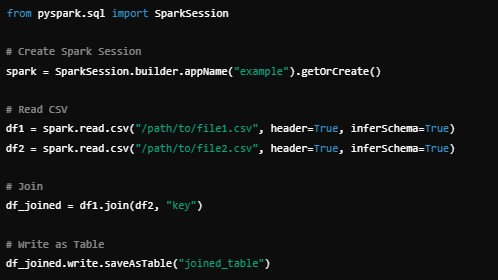 from pyspark.sql import SparkSession
# Create Spark Session
spark = SparkSession.builder.appName("example").getOrCreate()
# Read CSV
df1 = spark.read.csv("/path/to/file1.csv", header=True, inferSchema=True)
df2 = spark.read.csv("/path/to/file2.csv", header=True, inferSchema=True)
# Join
df_joined = df1.join(df2, "key")
# Write as Table
df_joined.write.saveAsTable("joined_table")